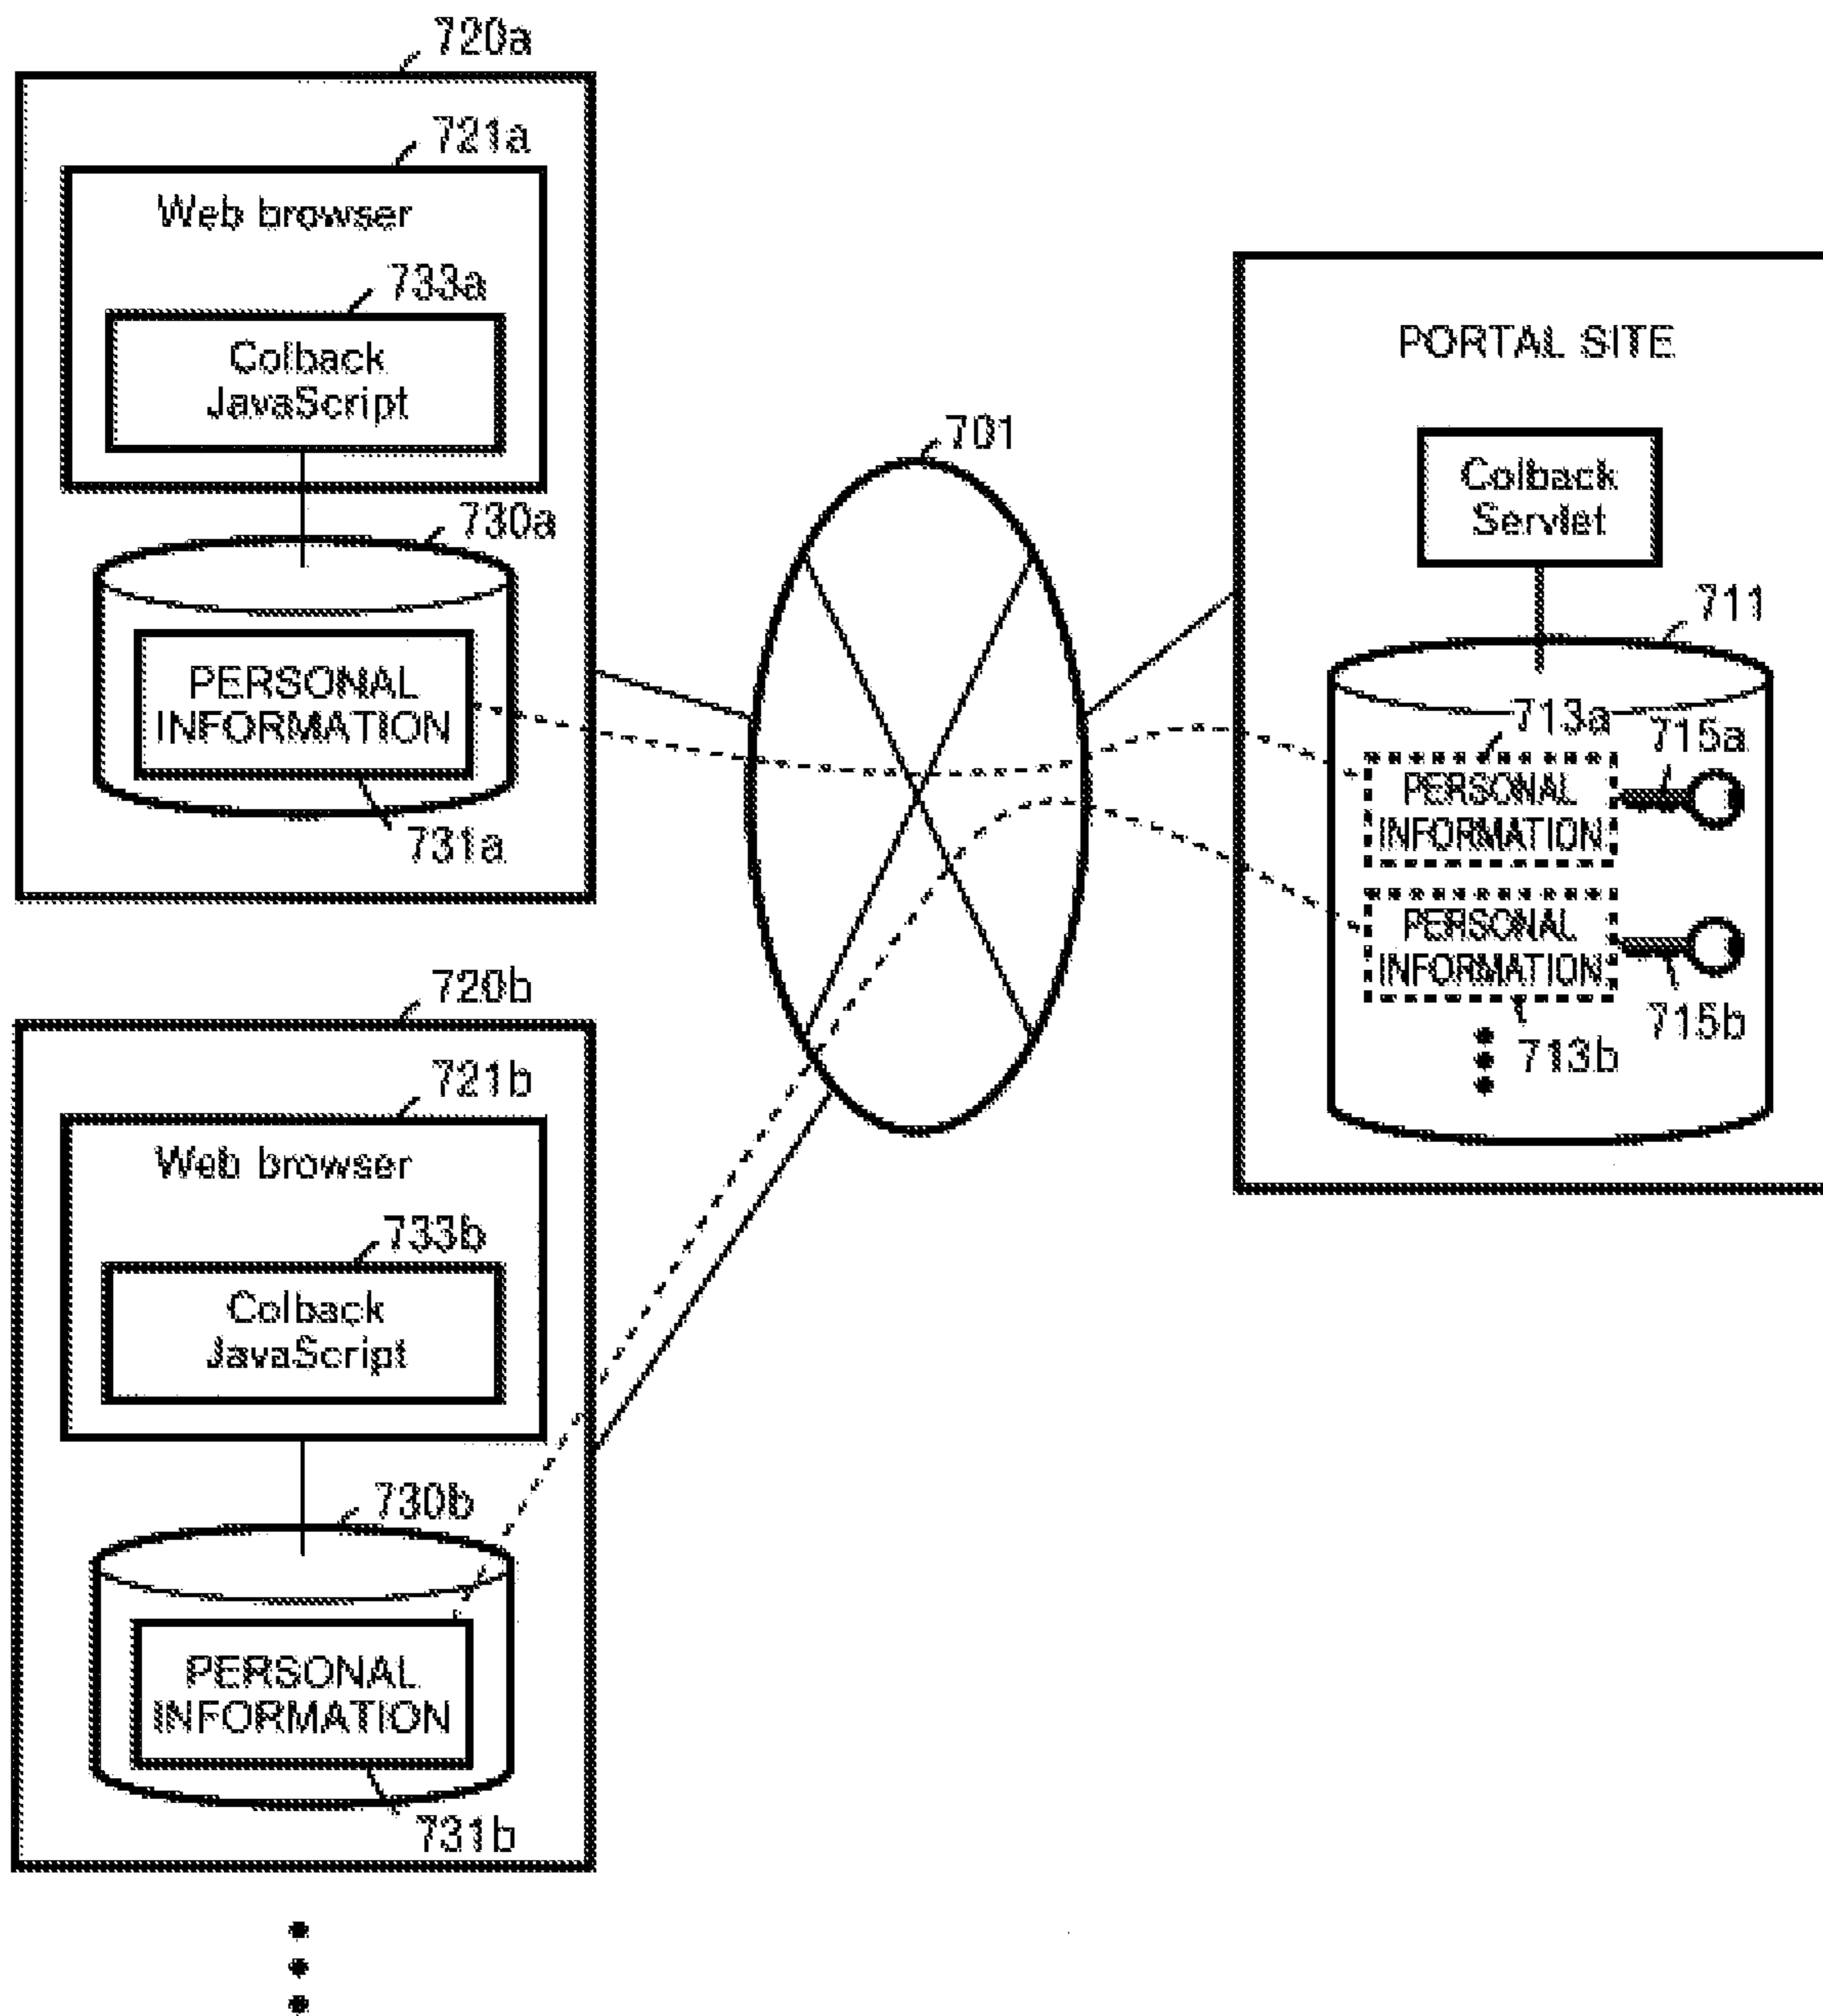 720a
721a
Web browser
733a
Colback
JavaScript
730a
PERSONAL
INFORMATION
731a
720b
721b
Web browser
733b
Colback
JavaScript
730b
PERSONAL
INFORMATION
731b
701
PORTAL SITE
Colback
Servlet
711
713a
715a
PERSONAL
INFORMATION
PERSONAL
INFORMATION
715b
713b